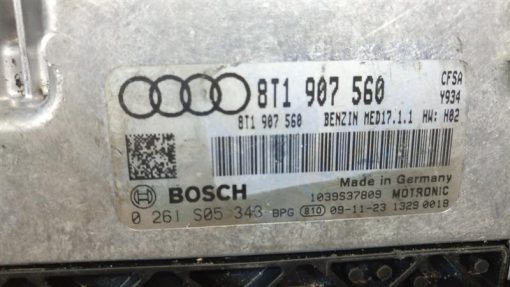 8T1 907 560 CFSA
Y934
8T1 907 560 BENZIN MED17.1.1 HW: H02
Made in Germany
BOSCH 1039S37809 MOTRONIC
0 261 S05 343 BPG 810 09-11-23 1329 0018